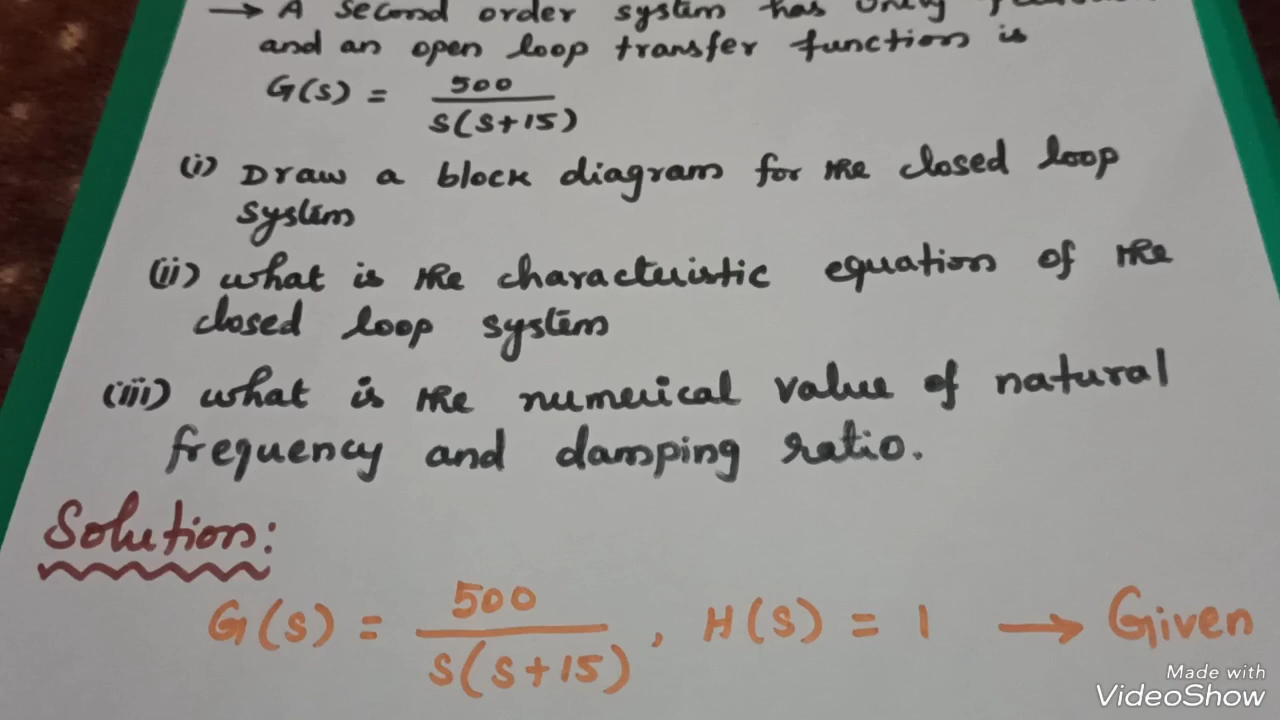 → A second order system has Unity
and an open loop transfer function is
G(s) = 500 / s(s+15)
(i) Draw a block diagram for the closed loop
system
(ii) what is the characteristic equation of the
closed loop system
(iii) what is the numerical value of natural
frequency and damping ratio.
Solution:
G(s) = 500 / s(s+15) , H(s) = 1 → Given
Made with
VideoShow